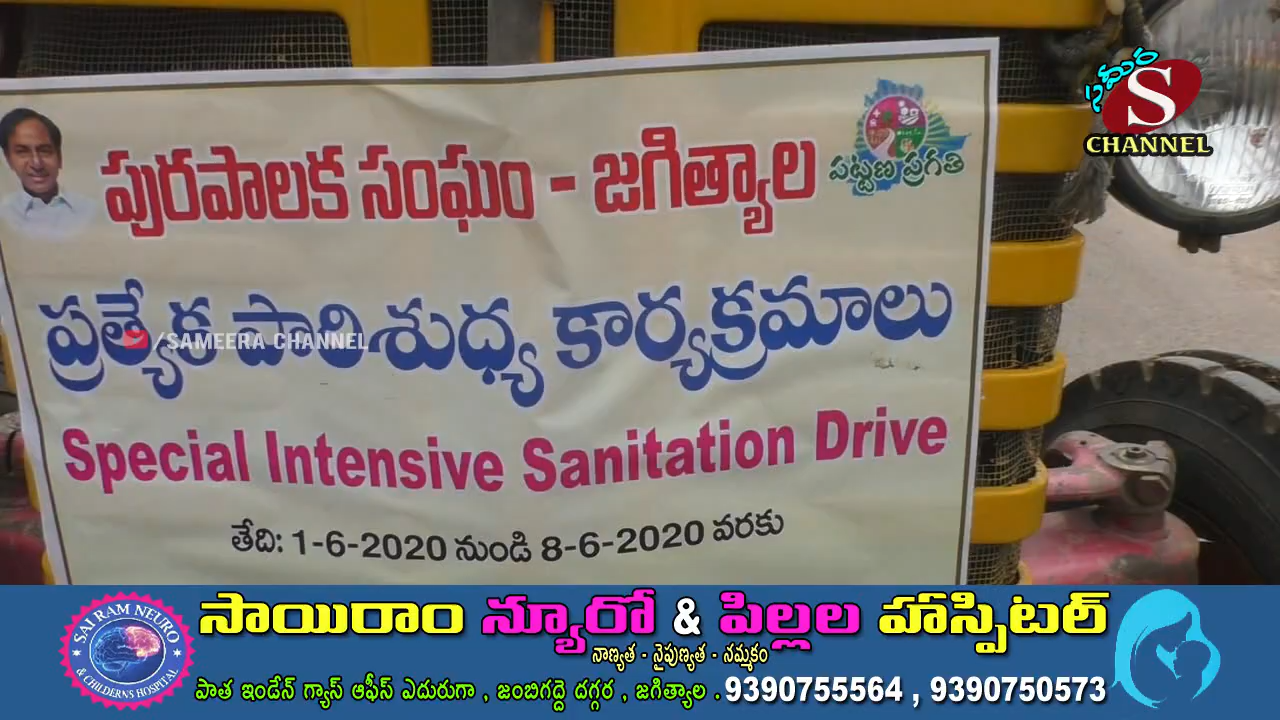 సమీర
S
CHANNEL
పట్టణ ప్రగతి
పురపాలక సంఘం - జగిత్యాల
ప్రత్యేక పారిశుధ్య కార్యక్రమాలు
/SAMEERA CHANNEL
Special Intensive Sanitation Drive
తేది: 1-6-2020 నుండి 8-6-2020 వరకు
SAI RAM NEURO
& CHILDERNS HOSPITAL
సాయిరాం న్యూరో & పిల్లల హాస్పిటల్
నాణ్యత - నైపుణ్యత - నమ్మకం
పాత ఇండేన్ గ్యాస్ ఆఫీస్ ఎదురుగా , జంబిగద్దె దగ్గర , జగిత్యాల . 9390755564 , 9390750573